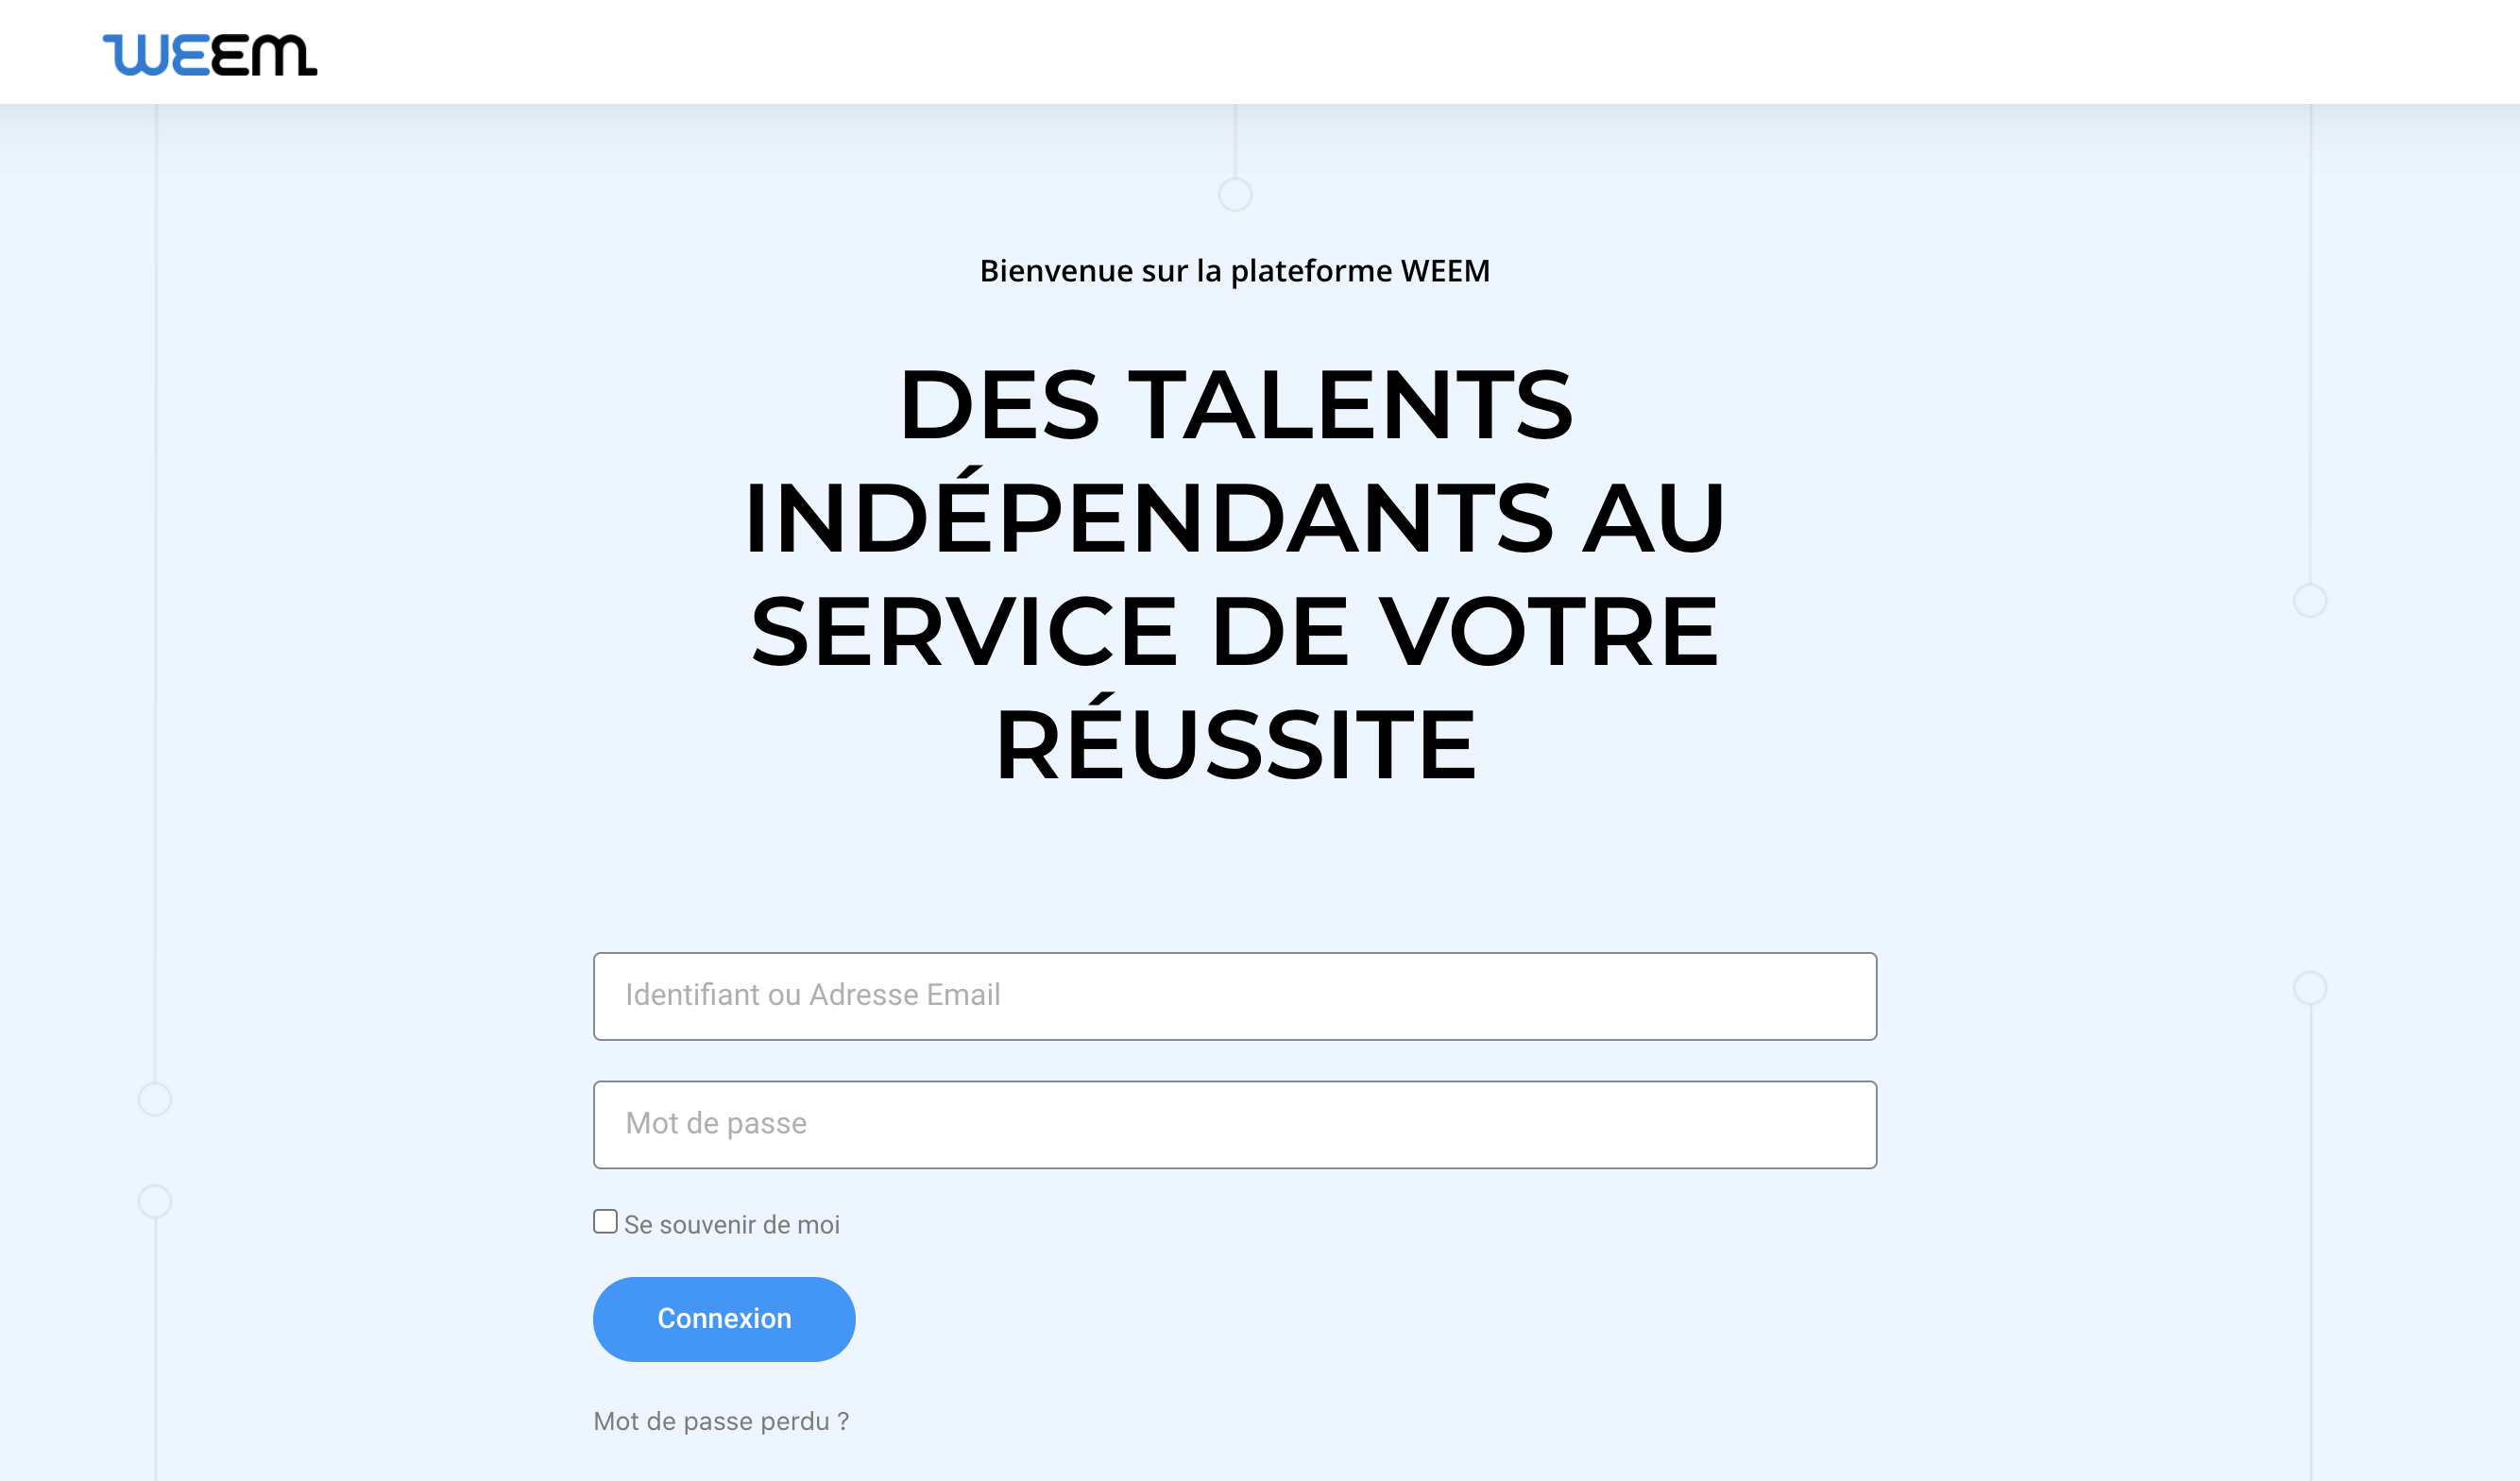 WEEM
Bienvenue sur la plateforme WEEM
DES TALENTS
INDÉPENDANTS AU
SERVICE DE VOTRE
RÉUSSITE
Identifiant ou Adresse Email
Mot de passe
Se souvenir de moi
Connexion
Mot de passe perdu ?